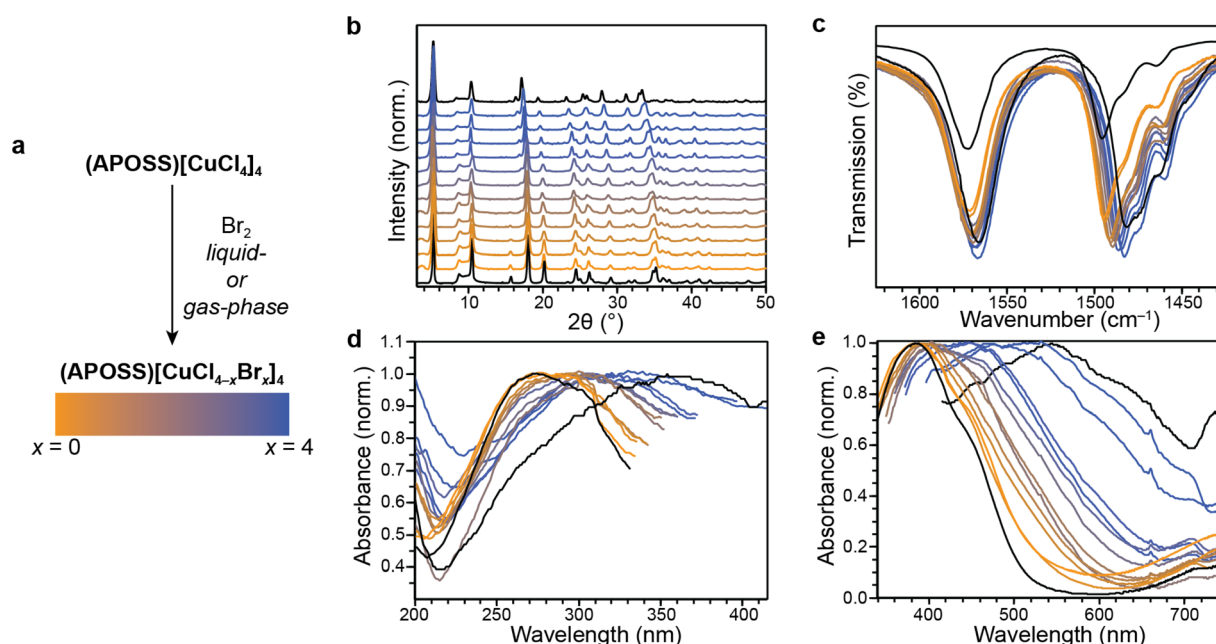 a
(APOSS)[CuCl₄]₄
Br₂
liquid-
or
gas-phase
(APOSS)[CuCl₄₋ₓBrₓ]₄
x = 0
x = 4
b
Intensity (norm.)
10
20
30
40
50
2θ (°)
c
Transmission (%)
1600
1550
1500
1450
Wavenumber (cm⁻¹)
d
Absorbance (norm.)
1.1
1.0
0.9
0.8
0.7
0.6
0.5
0.4
200
250
300
350
400
Wavelength (nm)
e
Absorbance (norm.)
1.0
0.8
0.6
0.4
0.2
0.0
400
500
600
700
Wavelength (nm)